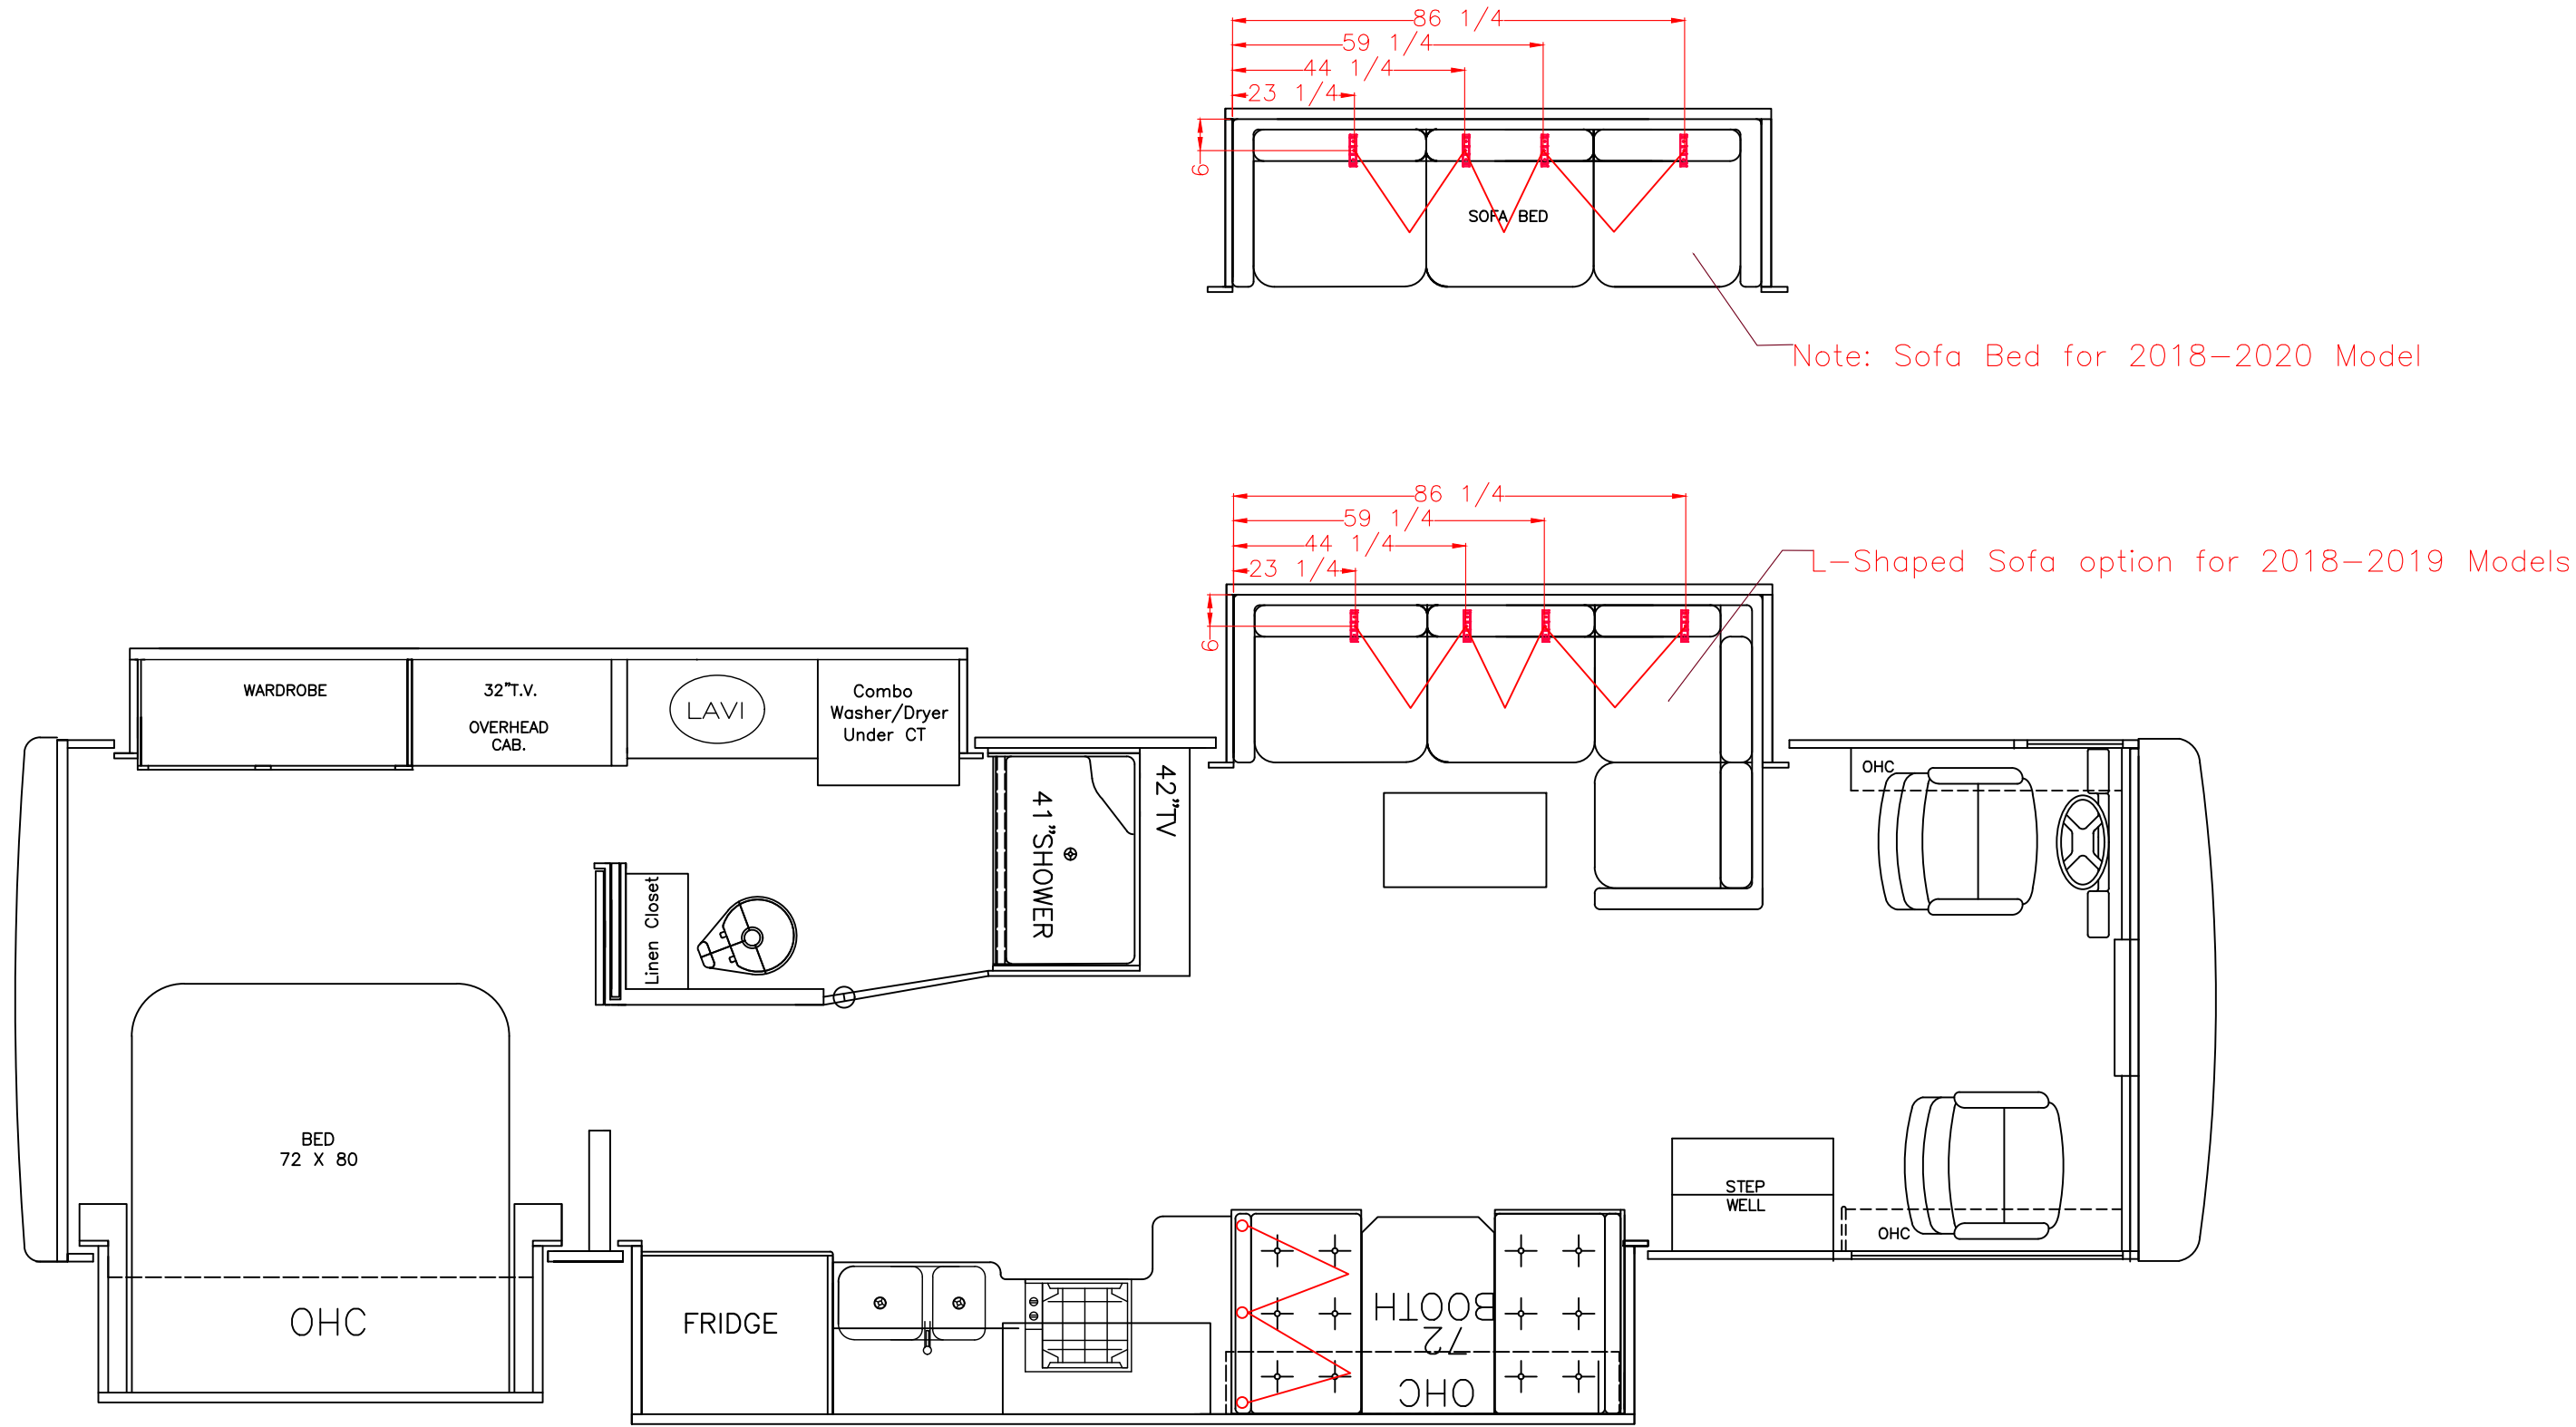 86 1/4
59 1/4
44 1/4
23 1/4
6
SOFA BED
Note: Sofa Bed for 2018-2020 Model
86 1/4
59 1/4
44 1/4
23 1/4
6
L-Shaped Sofa option for 2018-2019 Models
WARDROBE
32"T.V.
OVERHEAD
CAB.
LAVI
Combo
Washer/Dryer
Under CT
42"TV
41"SHOWER
Linen Closet
OHC
BED
72 X 80
OHC
STEP
WELL
OHC
FRIDGE
72
BOOTH
OHC